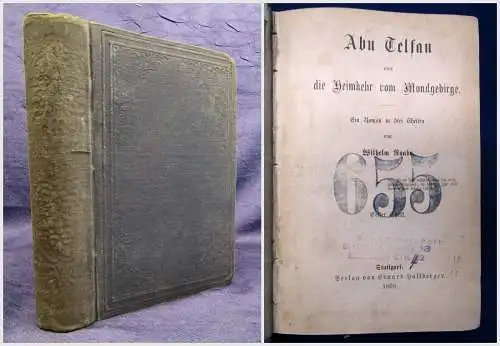 Abu Telfan
oder
die Heimkehr vom Mondgebirge.
Ein Roman in drei Theilen
von
Wilhelm Raabe.
655
Erster Theil.
Stuttgart.
Verlag von Eduard Hallberger.